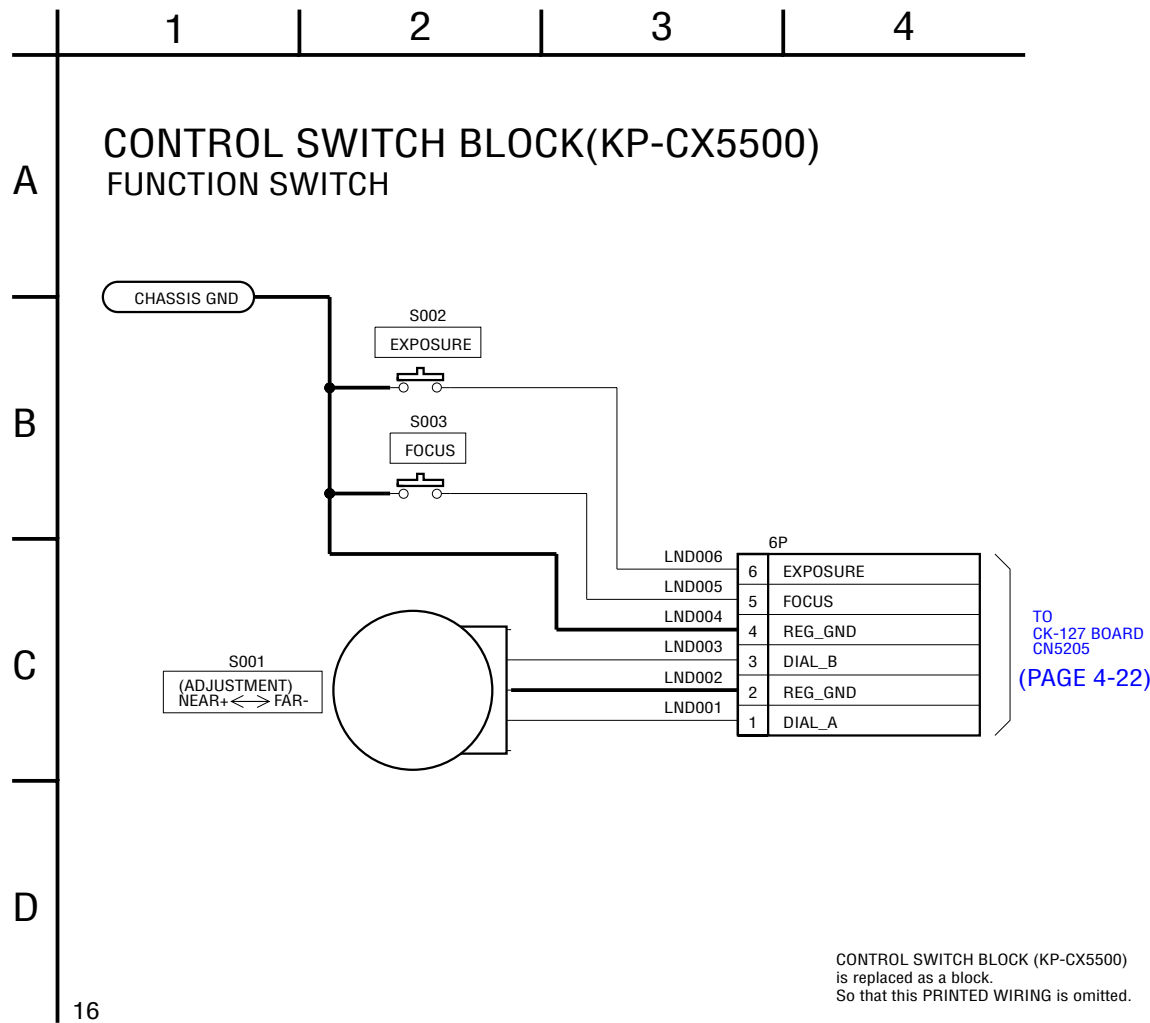 1 2 3 4
A
CONTROL SWITCH BLOCK(KP-CX5500)
FUNCTION SWITCH
CHASSIS GND
B
S002
EXPOSURE
S003
FOCUS
6P
LND006 6 EXPOSURE
LND005 5 FOCUS
LND004 4 REG_GND
LND003 3 DIAL_B
LND002 2 REG_GND
LND001 1 DIAL_A
TO
CK-127 BOARD
CN5205
(PAGE 4-22)
C
S001
(ADJUSTMENT)
NEAR+ FAR-
D
CONTROL SWITCH BLOCK (KP-CX5500)
is replaced as a block.
So that this PRINTED WIRING is omitted.
16